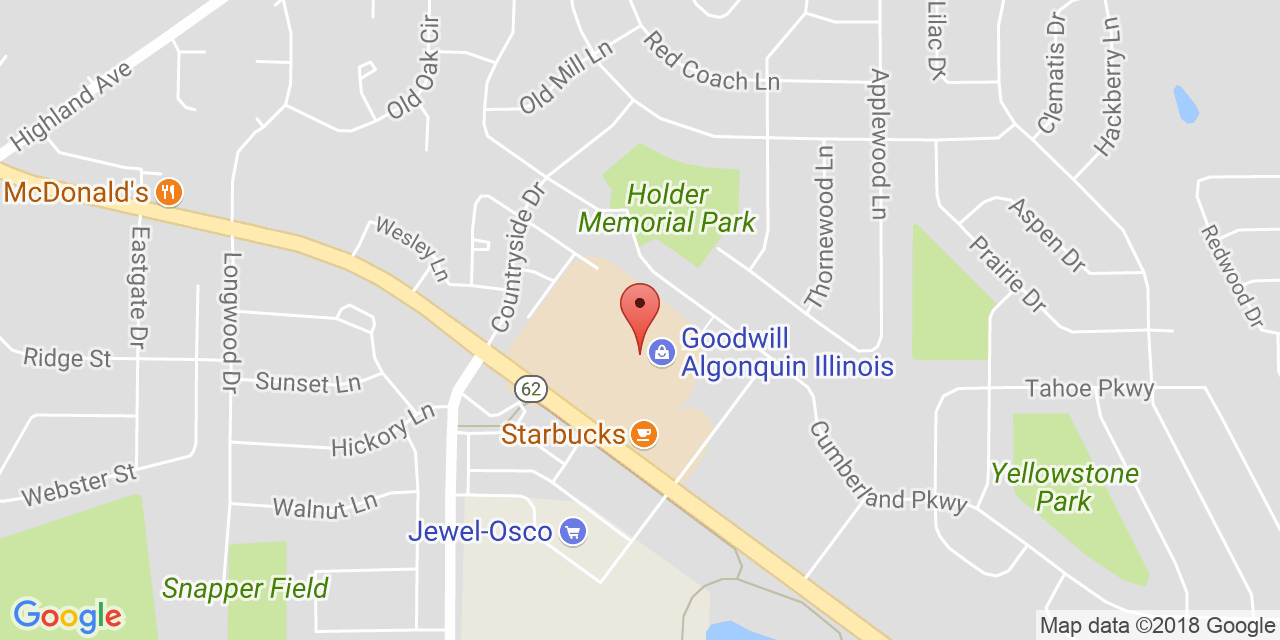 Highland Ave
Old Oak Cir
Old Mill Ln
Red Coach Ln
Applewood Ln
Lilac Dr
Clematis Dr
Hackberry Ln
McDonald's
Eastgate Dr
Longwood Dr
Wesley Ln
Countryside Dr
Holder
Memorial Park
Thornewood Ln
Aspen Dr
Prairie Dr
Redwood Dr
Ridge St
Sunset Ln
Goodwill
Algonquin Illinois
62
Tahoe Pkwy
Hickory Ln
Starbucks
Cumberland Pkwy
Yellowstone
Park
Webster St
Walnut Ln
Jewel-Osco
Snapper Field
Google
Map data ©2018 Google